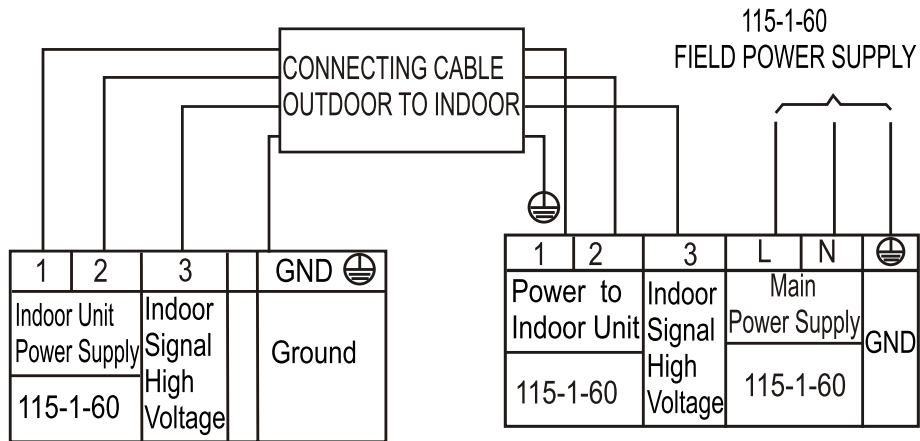 115-1-60
FIELD POWER SUPPLY
CONNECTING CABLE
OUTDOOR TO INDOOR
1 2 3 GND
Indoor Unit
Power Supply
115-1-60
Indoor
Signal
High
Voltage
Ground
1 2 3 L N
Power to
Indoor Unit
115-1-60
Indoor
Signal
High
Voltage
Main
Power Supply
115-1-60
GND